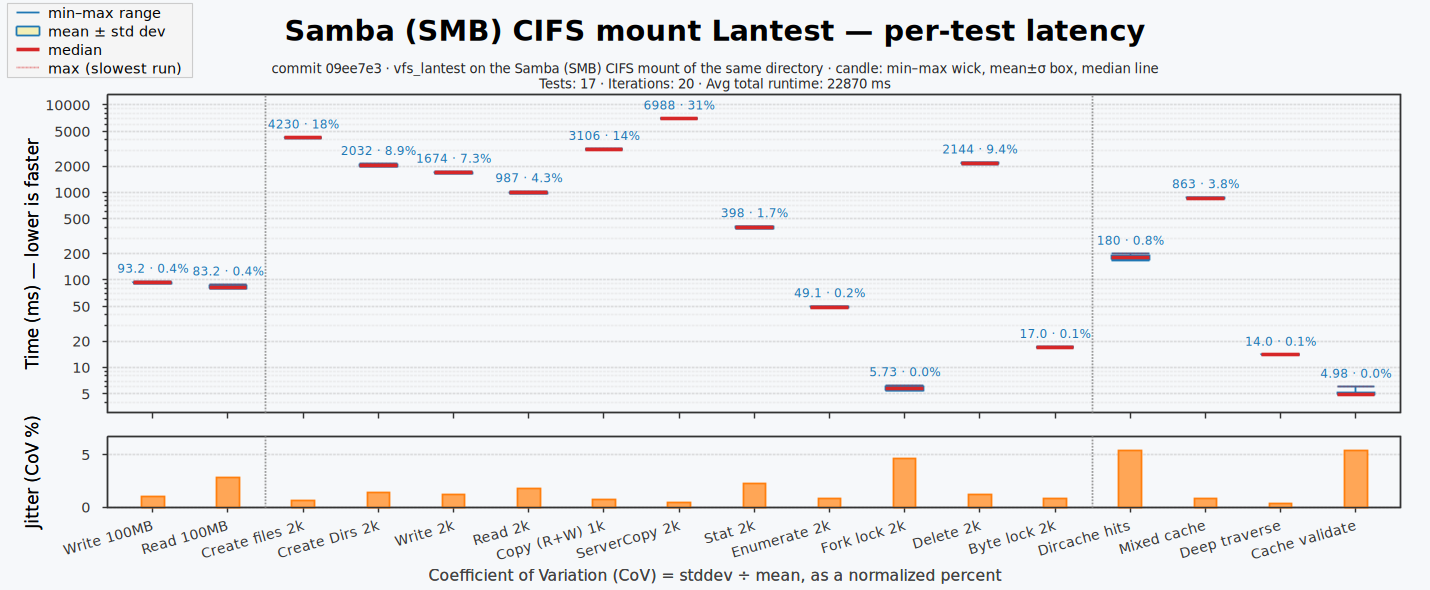 min–max range
mean ± std dev
median
max (slowest run)
Samba (SMB) CIFS mount Lantest — per-test latency
commit 09ee7e3 · vfs_lantest on the Samba (SMB) CIFS mount of the same directory · candle: min–max wick, mean±σ box, median line
Tests: 17 · Iterations: 20 · Avg total runtime: 22870 ms
Time (ms) — lower is faster
10000
5000
2000
1000
500
200
100
50
20
10
5
93.2 · 0.4%
83.2 · 0.4%
4230 · 18%
2032 · 8.9%
1674 · 7.3%
987 · 4.3%
3106 · 14%
6988 · 31%
398 · 1.7%
49.1 · 0.2%
5.73 · 0.0%
2144 · 9.4%
17.0 · 0.1%
180 · 0.8%
863 · 3.8%
14.0 · 0.1%
4.98 · 0.0%
Jitter (CoV %)
5
0
Write 100MB
Read 100MB
Create files 2k
Create Dirs 2k
Write 2k
Read 2k
Copy (R+W) 1k
ServerCopy 2k
Stat 2k
Enumerate 2k
Fork lock 2k
Delete 2k
Byte lock 2k
Dircache hits
Mixed cache
Deep traverse
Cache validate
Coefficient of Variation (CoV) = stddev ÷ mean, as a normalized percent